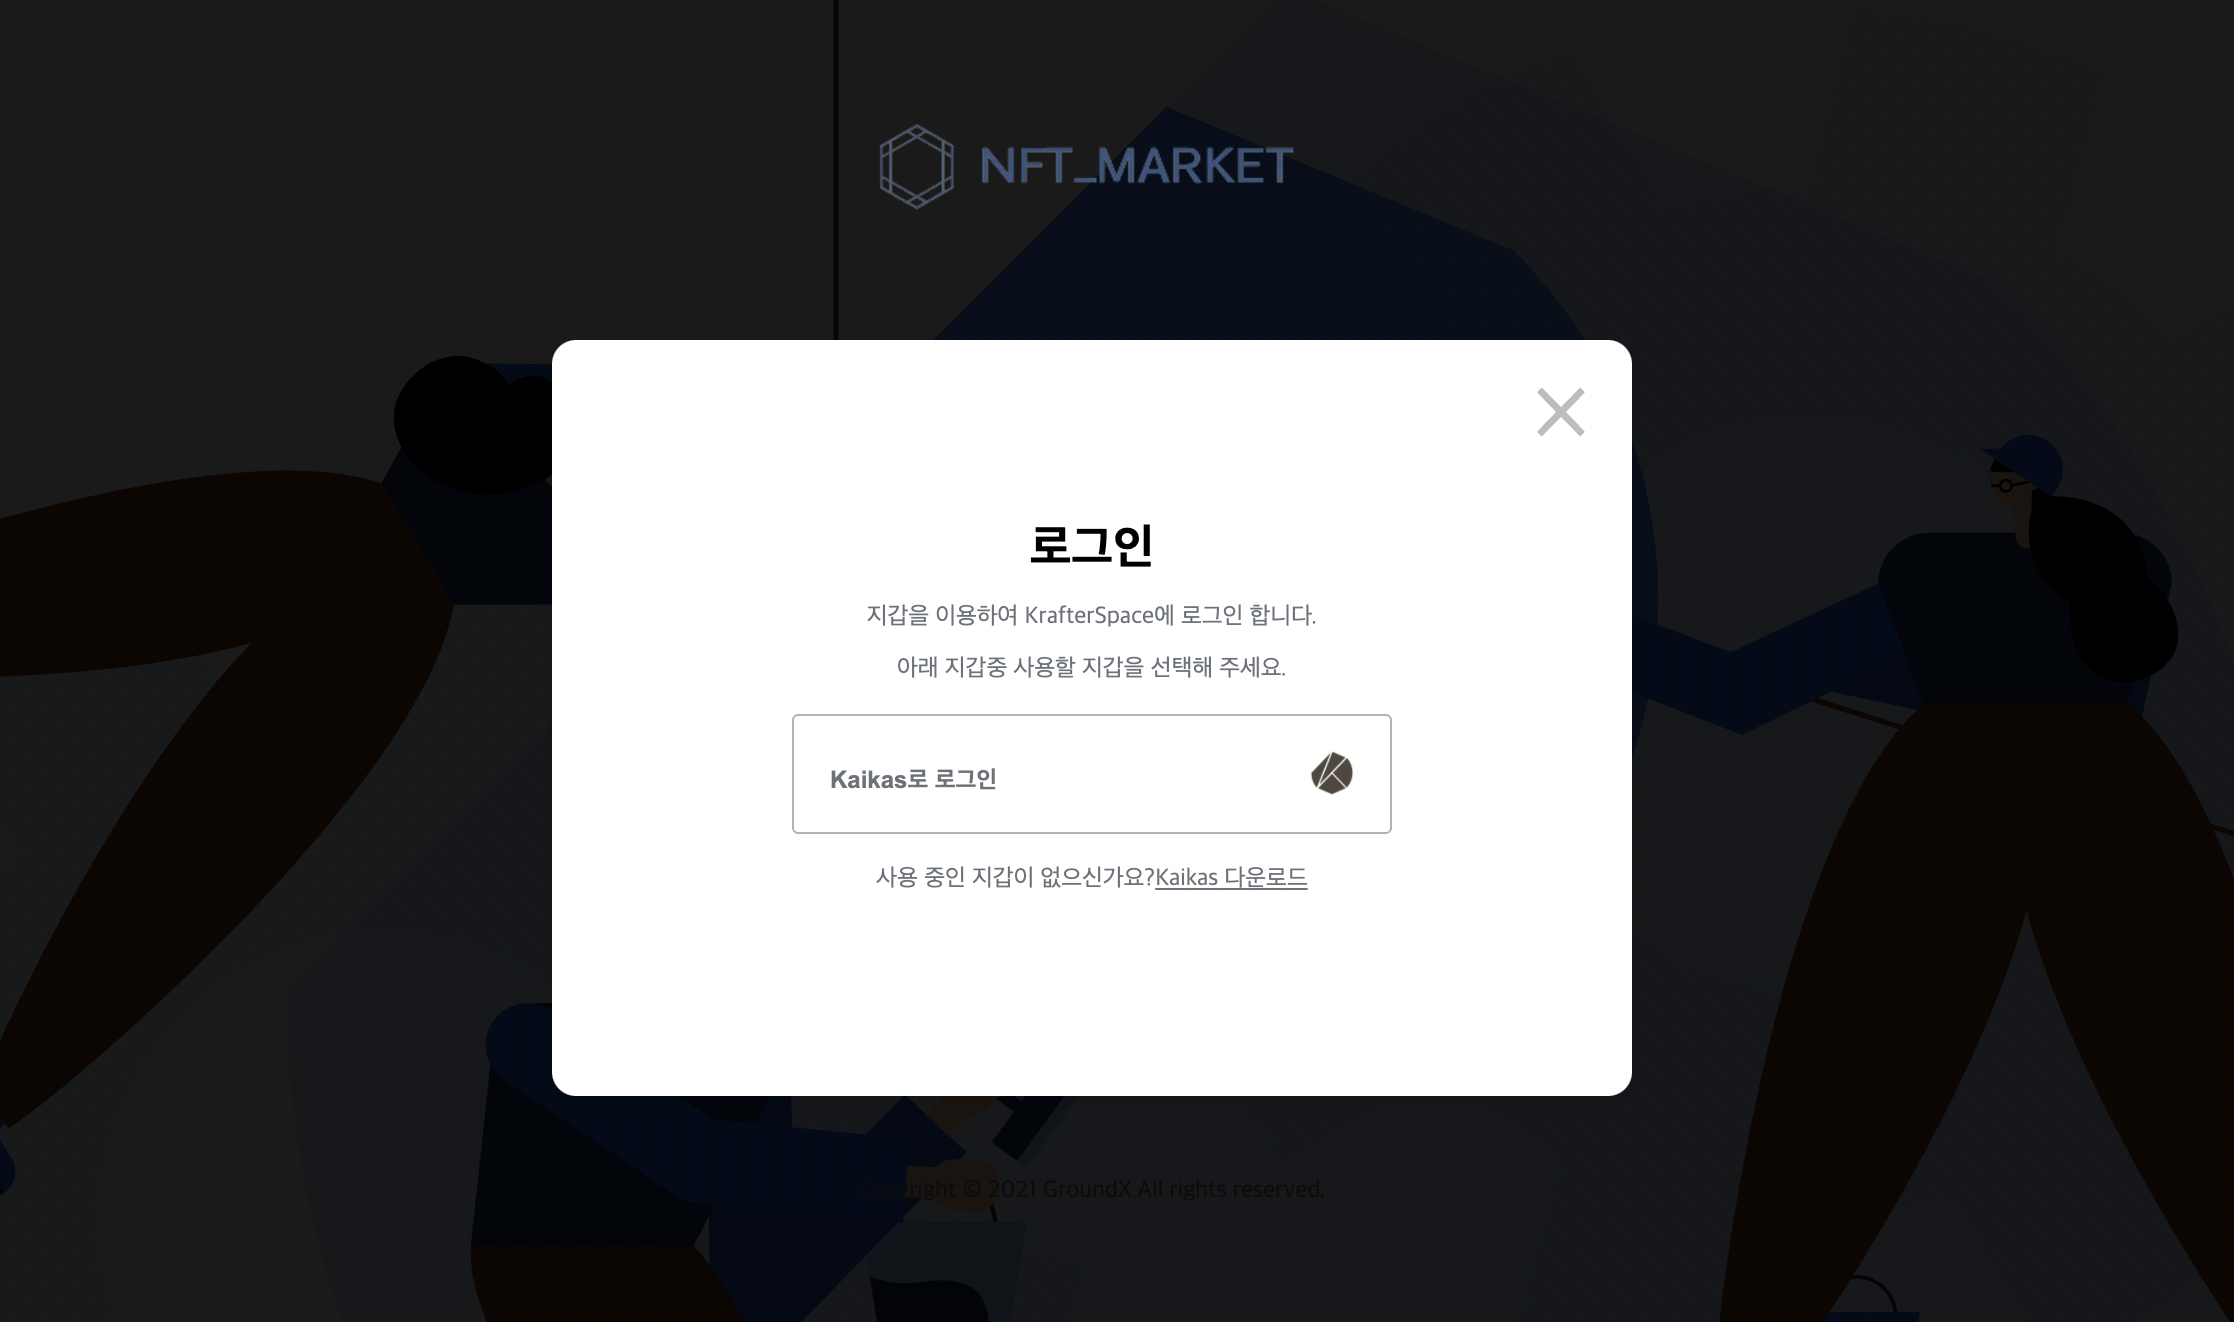 NFT_MARKET
로그인
지갑을 이용하여 KrafterSpace에 로그인 합니다.
아래 지갑중 사용할 지갑을 선택해 주세요.
Kaikas로 로그인
사용 중인 지갑이 없으신가요?Kaikas 다운로드
Copyright © 2021 GroundX.All rights reserved.